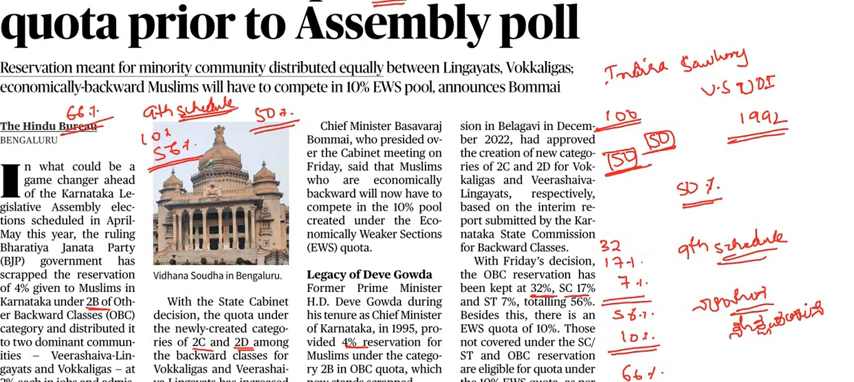 quota prior to Assembly poll
Reservation meant for minority community distributed equally between Lingayats, Vokkaligas;
economically-backward Muslims will have to compete in 10% EWS pool, announces Bommai
66%
9th schedule
50%
10%
56%
The Hindu Bureau
BENGALURU
In what could be a
game changer ahead
of the Karnataka Le-
gislative Assembly elec-
tions scheduled in April-
May this year, the ruling
Bharatiya Janata Party
(BJP) government has
scrapped the reservation
of 4% given to Muslims in
Karnataka under 2B of Oth-
er Backward Classes (OBC)
category and distributed it
to two dominant commun-
ities – Veerashaiva-Lin-
gayats and Vokkaligas – at
Vidhana Soudha in Bengaluru.
With the State Cabinet
decision, the quota under
the newly-created catego-
ries of 2C and 2D among
the backward classes for
Vokkaligas and Veerashai-
va-Lingayats has increased
Chief Minister Basavaraj
Bommai, who presided ov-
er the Cabinet meeting on
Friday, said that Muslims
who are economically
backward will now have to
compete in the 10% pool
created under the Eco-
nomically Weaker Sections
(EWS) quota.
Legacy of Deve Gowda
Former Prime Minister
H.D. Deve Gowda during
his tenure as Chief Minister
of Karnataka, in 1995, pro-
vided 4% reservation for
Muslims under the catego-
ry 2B in OBC quota, which
now stands scrapped.
sion in Belagavi in Decem-
ber 2022, had approved
the creation of new catego-
ries of 2C and 2D for Vok-
kaligas and Veerashaiva-
Lingayats, respectively,
based on the interim re-
port submitted by the Kar-
nataka State Commission
for Backward Classes.
With Friday's decision,
the OBC reservation has
been kept at 32%, SC 17%
and ST 7%, totalling 56%.
Besides this, there is an
EWS quota of 10%. Those
not covered under the SC/
ST and OBC reservation
are eligible for quota under
the 10% EWS quota, as per
Indira Sawhney
V.S UOI
100
1992
50 50
50%
32
17%
7%
56%
10%
66%
9th schedule